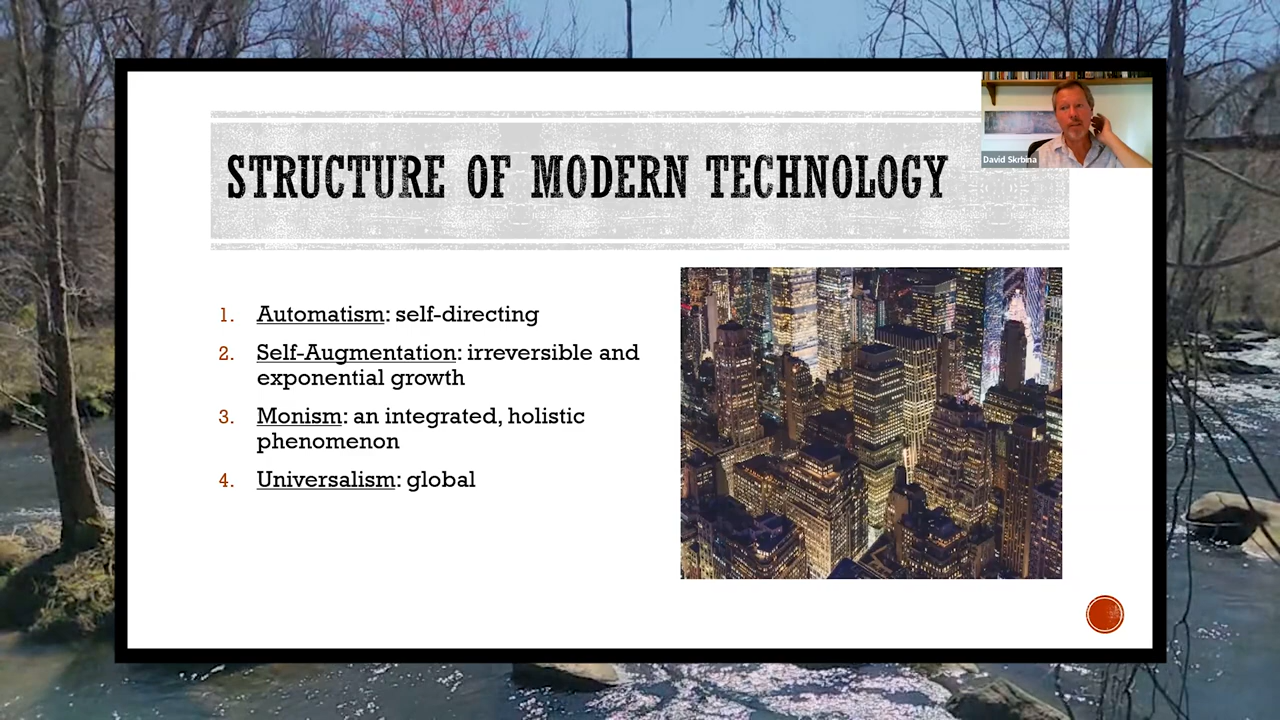 David Skrbina
STRUCTURE OF MODERN TECHNOLOGY
1. Automatism: self-directing
2. Self-Augmentation: irreversible and
exponential growth
3. Monism: an integrated, holistic
phenomenon
4. Universalism: global